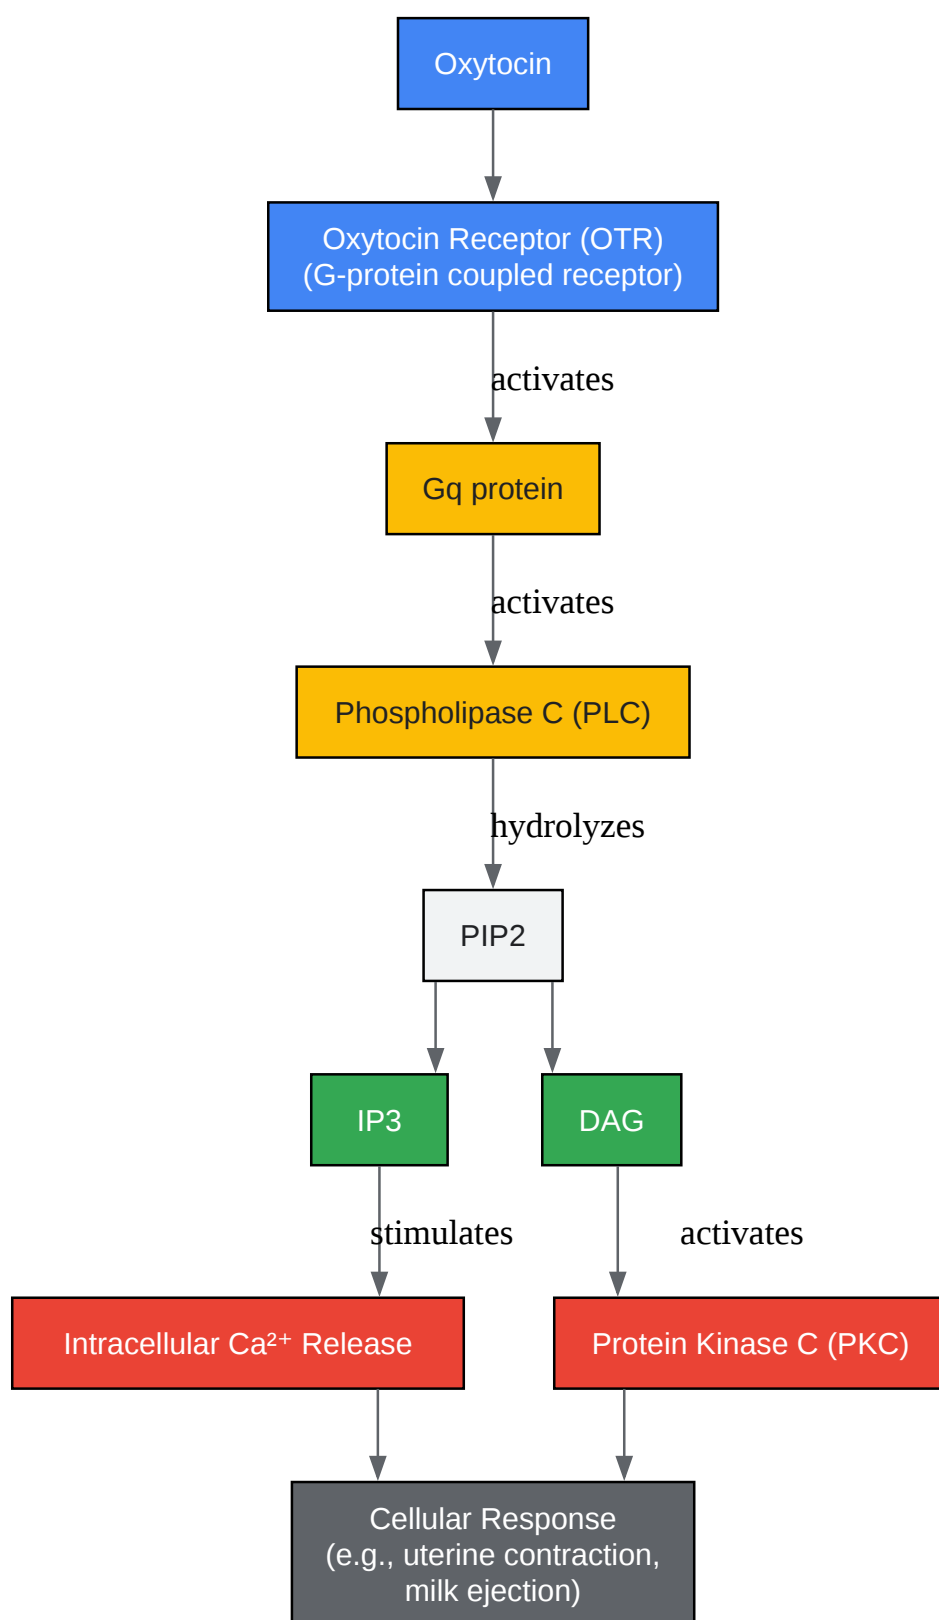 Oxytocin
Oxytocin Receptor (OTR)
(G-protein coupled receptor)
activates
Gq protein
activates
Phospholipase C (PLC)
hydrolyzes
PIP2
IP3
DAG
stimulates
activates
Intracellular Ca²⁺ Release
Protein Kinase C (PKC)
Cellular Response
(e.g., uterine contraction,
milk ejection)